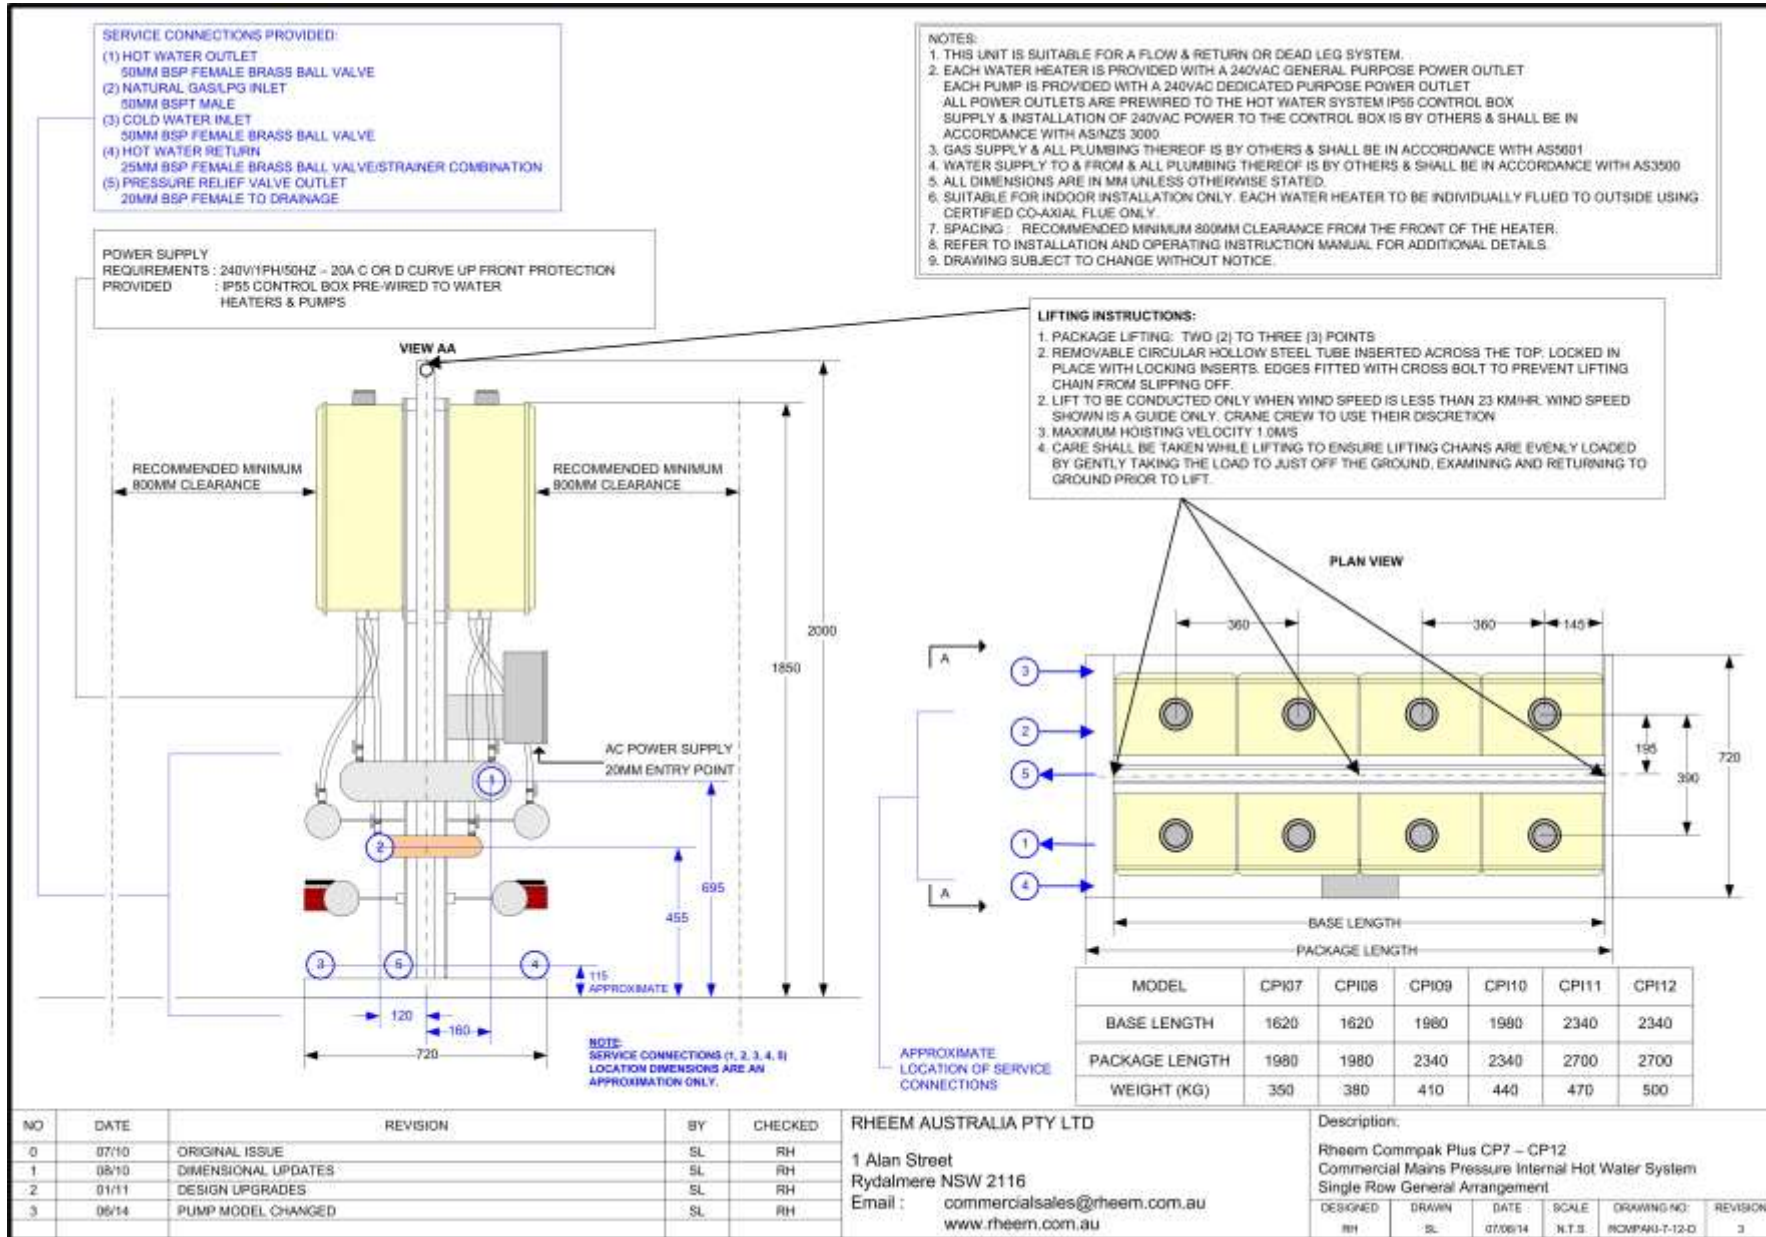 SERVICE CONNECTIONS PROVIDED:
(1) HOT WATER OUTLET
50MM BSP FEMALE BRASS BALL VALVE
(2) NATURAL GAS/LPG INLET
50MM BSPT MALE
(3) COLD WATER INLET
50MM BSP FEMALE BRASS BALL VALVE
(4) HOT WATER RETURN
25MM BSP FEMALE BRASS BALL VALVE/STRAINER COMBINATION
(5) PRESSURE RELIEF VALVE OUTLET
20MM BSP FEMALE TO DRAINAGE
POWER SUPPLY
REQUIREMENTS : 240V/1PH/50HZ – 20A C OR D CURVE UP FRONT PROTECTION
PROVIDED : IP55 CONTROL BOX PRE-WIRED TO WATER
HEATERS & PUMPS
NOTES:
1. THIS UNIT IS SUITABLE FOR A FLOW & RETURN OR DEAD LEG SYSTEM.
2. EACH WATER HEATER IS PROVIDED WITH A 240VAC GENERAL PURPOSE POWER OUTLET
EACH PUMP IS PROVIDED WITH A 240VAC DEDICATED PURPOSE POWER OUTLET
ALL POWER OUTLETS ARE PREWIRED TO THE HOT WATER SYSTEM IP55 CONTROL BOX
SUPPLY & INSTALLATION OF 240VAC POWER TO THE CONTROL BOX IS BY OTHERS & SHALL BE IN
ACCORDANCE WITH AS/NZS 3000
3. GAS SUPPLY & ALL PLUMBING THEREOF IS BY OTHERS & SHALL BE IN ACCORDANCE WITH AS5601
4. WATER SUPPLY TO & FROM & ALL PLUMBING THEREOF IS BY OTHERS & SHALL BE IN ACCORDANCE WITH AS3500
5. ALL DIMENSIONS ARE IN MM UNLESS OTHERWISE STATED.
6. SUITABLE FOR INDOOR INSTALLATION ONLY. EACH WATER HEATER TO BE INDIVIDUALLY FLUED TO OUTSIDE USING
CERTIFIED CO-AXIAL FLUE ONLY.
7. SPACING : RECOMMENDED MINIMUM 800MM CLEARANCE FROM THE FRONT OF THE HEATER.
8. REFER TO INSTALLATION AND OPERATING INSTRUCTION MANUAL FOR ADDITIONAL DETAILS.
9. DRAWING SUBJECT TO CHANGE WITHOUT NOTICE.
LIFTING INSTRUCTIONS:
1. PACKAGE LIFTING: TWO (2) TO THREE (3) POINTS
2. REMOVABLE CIRCULAR HOLLOW STEEL TUBE INSERTED ACROSS THE TOP. LOCKED IN
PLACE WITH LOCKING INSERTS. EDGES FITTED WITH CROSS BOLT TO PREVENT LIFTING
CHAIN FROM SLIPPING OFF.
2. LIFT TO BE CONDUCTED ONLY WHEN WIND SPEED IS LESS THAN 23 KM/HR. WIND SPEED
SHOWN IS A GUIDE ONLY. CRANE CREW TO USE THEIR DISCRETION
3. MAXIMUM HOISTING VELOCITY 1.0M/S
4. CARE SHALL BE TAKEN WHILE LIFTING TO ENSURE LIFTING CHAINS ARE EVENLY LOADED
BY GENTLY TAKING THE LOAD TO JUST OFF THE GROUND, EXAMINING AND RETURNING TO
GROUND PRIOR TO LIFT.
VIEW AA
RECOMMENDED MINIMUM
800MM CLEARANCE
RECOMMENDED MINIMUM
800MM CLEARANCE
2000
1850
AC POWER SUPPLY
20MM ENTRY POINT
1
2
695
455
3
5
4
115
APPROXIMATE
120
160
720
NOTE:
SERVICE CONNECTIONS (1, 2, 3, 4, 5)
LOCATION DIMENSIONS ARE AN
APPROXIMATION ONLY.
PLAN VIEW
360
360
145
A
3
2
5
1
4
A
195
390
720
BASE LENGTH
PACKAGE LENGTH
APPROXIMATE
LOCATION OF SERVICE
CONNECTIONS
MODEL CPI07 CPI08 CPI09 CPI10 CPI11 CPI12
BASE LENGTH 1620 1620 1980 1980 2340 2340
PACKAGE LENGTH 1980 1980 2340 2340 2700 2700
WEIGHT (KG) 350 380 410 440 470 500
NO DATE REVISION BY CHECKED
0 07/10 ORIGINAL ISSUE SL RH
1 08/10 DIMENSIONAL UPDATES SL RH
2 01/11 DESIGN UPGRADES SL RH
3 06/14 PUMP MODEL CHANGED SL RH
RHEEM AUSTRALIA PTY LTD
1 Alan Street
Rydalmere NSW 2116
Email : commercialsales@rheem.com.au
www.rheem.com.au
Description:
Rheem Commpak Plus CP7 – CP12
Commercial Mains Pressure Internal Hot Water System
Single Row General Arrangement
DESIGNED DRAWN DATE SCALE DRAWING NO: REVISION
RH SL 07/06/14 N.T.S RCMPAKI-7-12-D 3